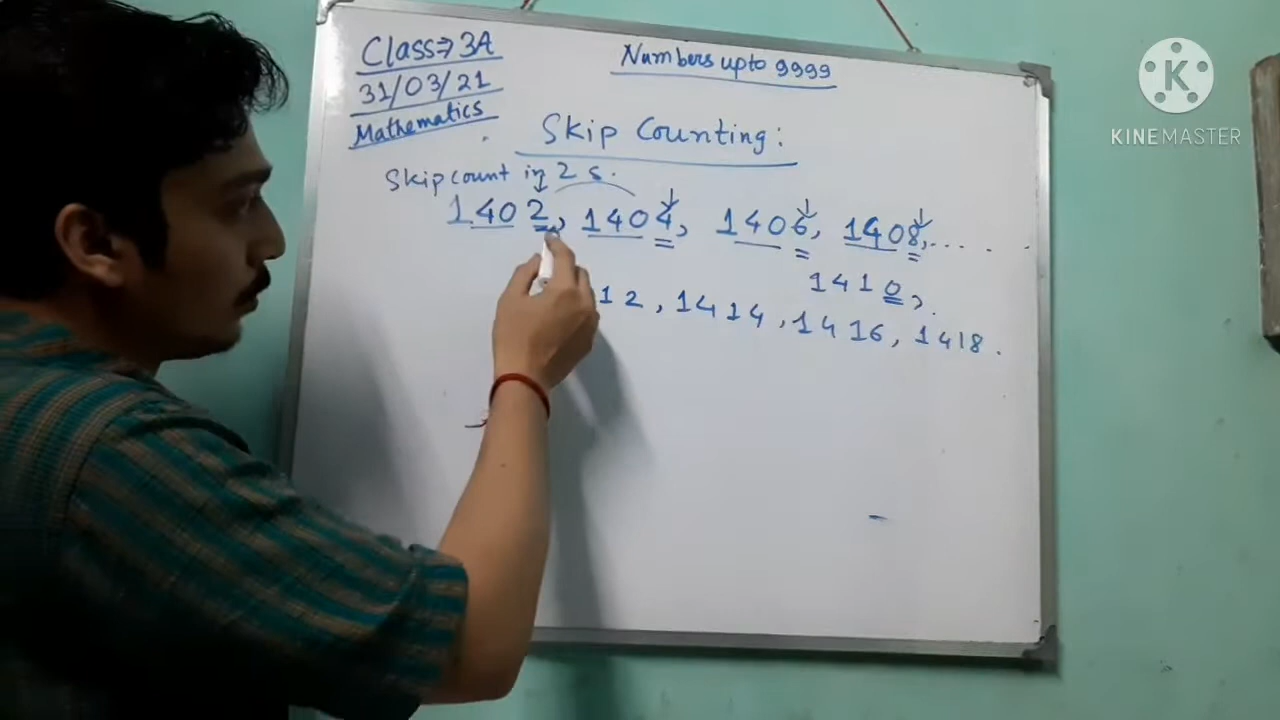 Class⇒3A
31/03/21
Mathematics
Numbers upto 9999
Skip Counting:
Skip count in 2 s.
1402, 1404, 1406, 1408, .....
1410,
12, 1414, 1416, 1418.
K
KINEMASTER